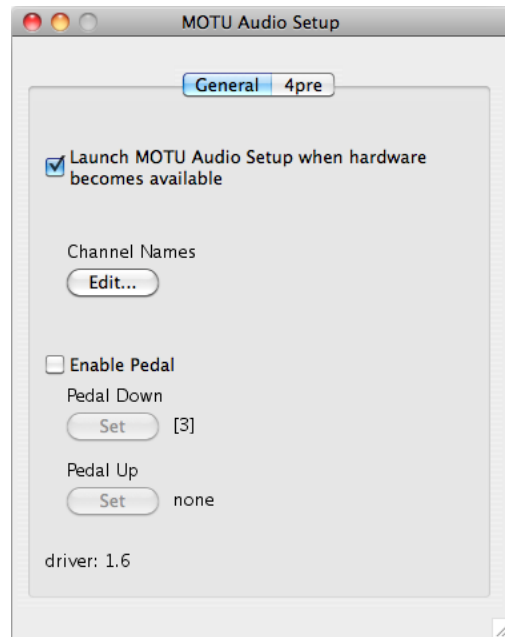 MOTU Audio Setup
General 4pre
Launch MOTU Audio Setup when hardware
becomes available
Channel Names
Edit...
Enable Pedal
Pedal Down
Set [3]
Pedal Up
Set none
driver: 1.6